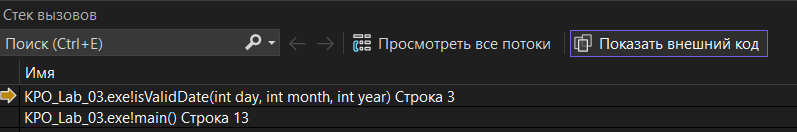 Стек вызовов
Поиск (Ctrl+E) Просмотреть все потоки Показать внешний код
Имя
KPO_Lab_03.exe!isValidDate(int day, int month, int year) Строка 3
KPO_Lab_03.exe!main() Строка 13